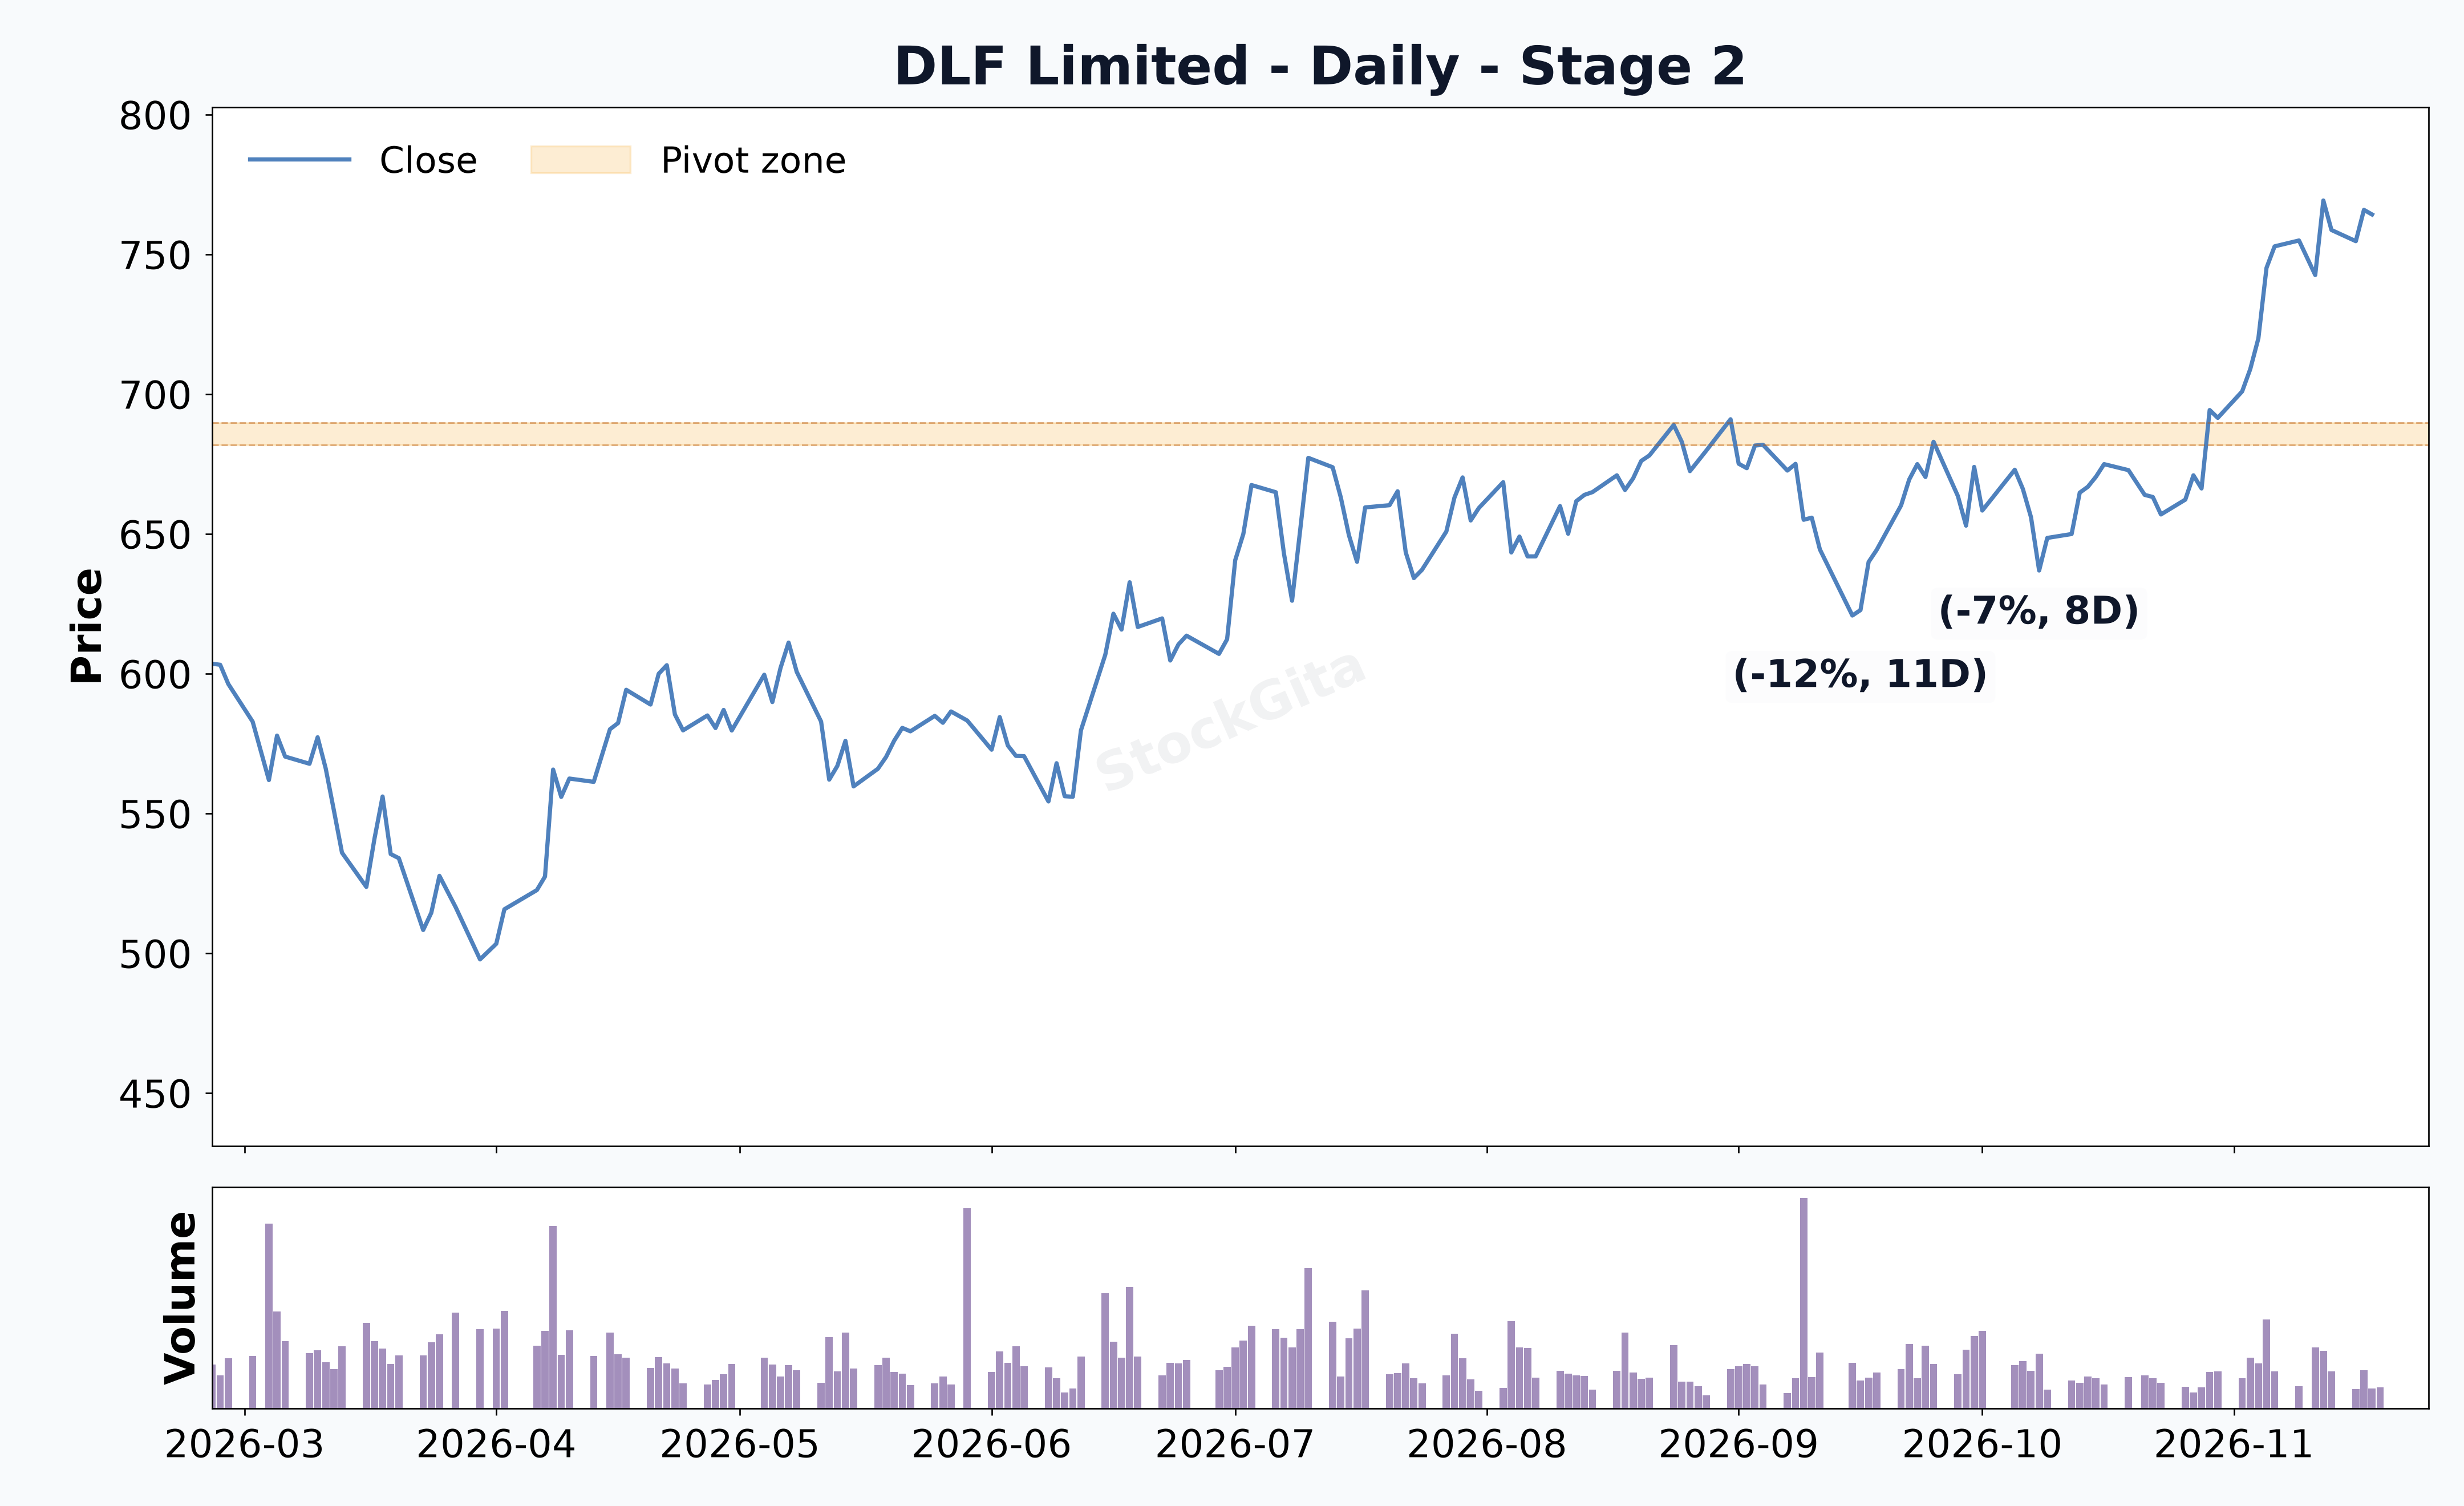 DLF Limited - Daily - Stage 2
Close
Pivot zone
Price
800
750
700
650
600
550
500
450
(-7%, 8D)
(-12%, 11D)
StockGita
Volume
2026-03
2026-04
2026-05
2026-06
2026-07
2026-08
2026-09
2026-10
2026-11